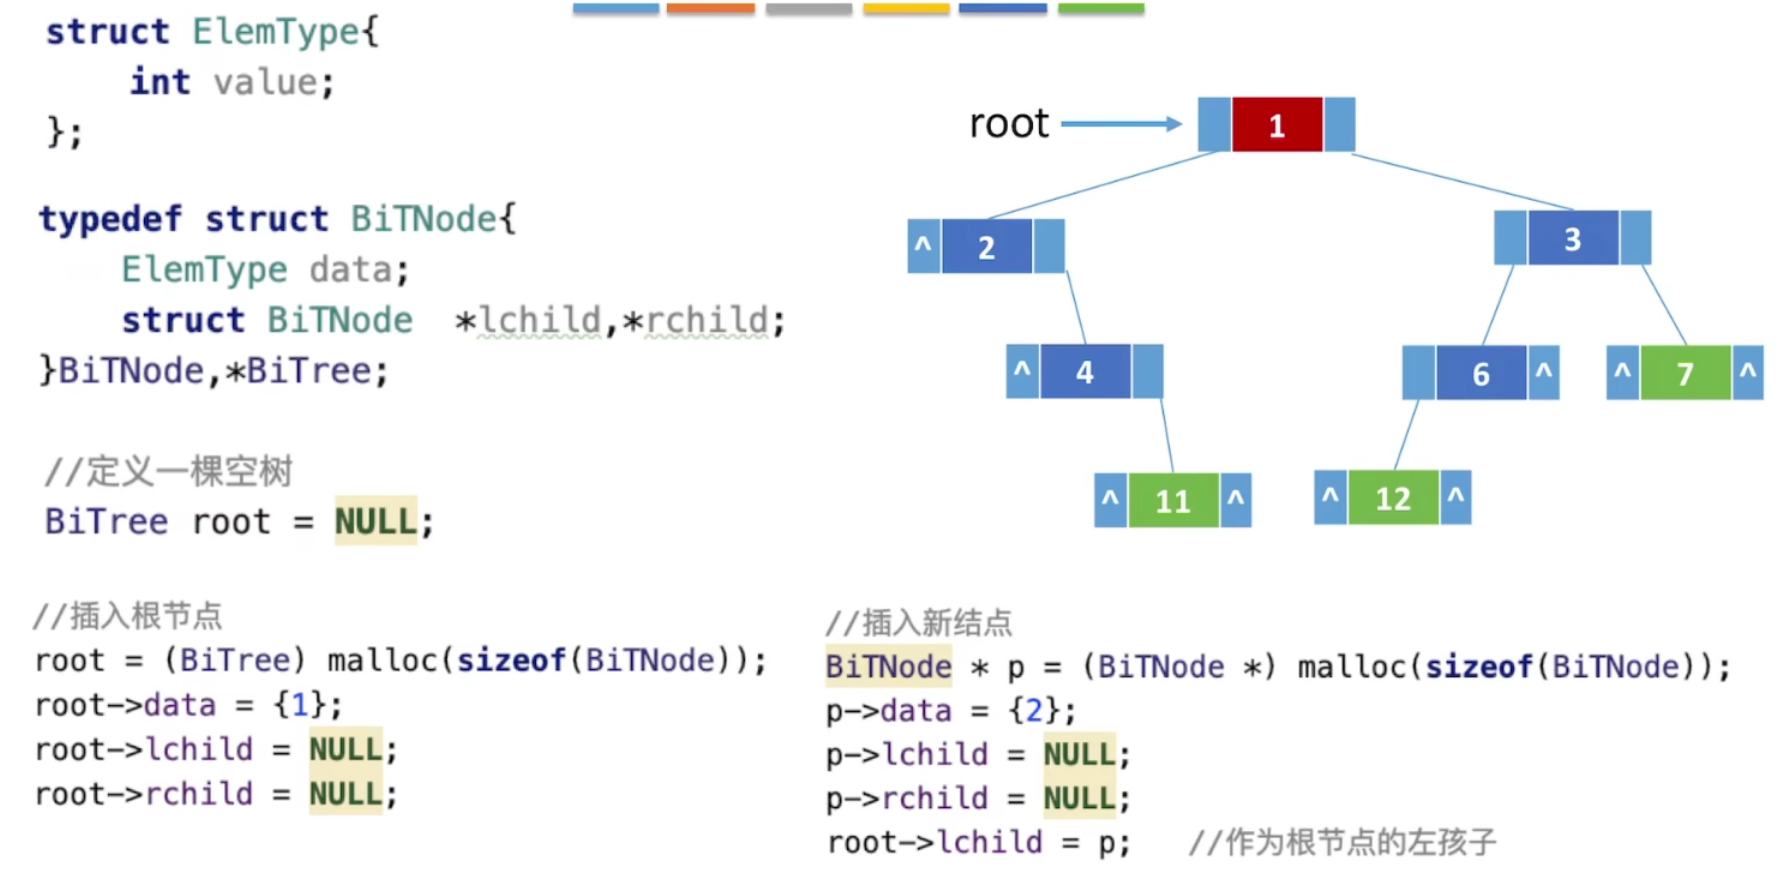 struct ElemType{
int value;
};
typedef struct BiTNode{
ElemType data;
struct BiTNode *lchild,*rchild;
}BiTNode,*BiTree;
//定义一棵空树
BiTree root = NULL;
//插入根节点
root = (BiTree) malloc(sizeof(BiTNode));
root->data = {1};
root->lchild = NULL;
root->rchild = NULL;
root
1
^ 2
3
^ 4
6 ^
^ 7 ^
^ 11 ^
^ 12 ^
//插入新结点
BiTNode * p = (BiTNode *) malloc(sizeof(BiTNode));
p->data = {2};
p->lchild = NULL;
p->rchild = NULL;
root->lchild = p; //作为根节点的左孩子